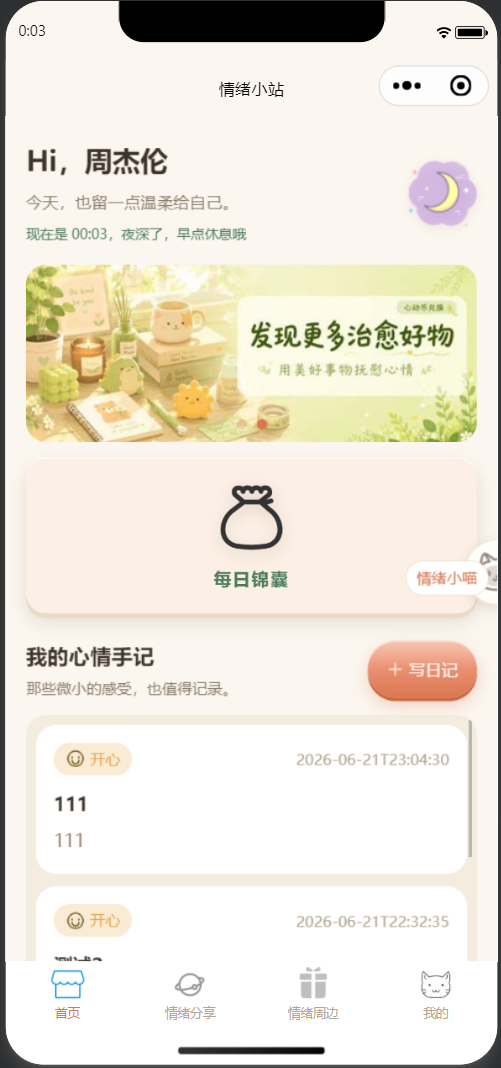 0:03
情绪小站
Hi，周杰伦
今天，也留一点温柔给自己。
现在是 00:03，夜深了，早点休息哦
心动币兑换
发现更多治愈好物
用美好事物抚慰心情
每日锦囊
情绪小喵
我的心情手记
那些微小的感受，也值得记录。
+ 写日记
开心
2026-06-21T23:04:30
111
111
开心
2026-06-21T22:32:35
首页
情绪分享
情绪周边
我的